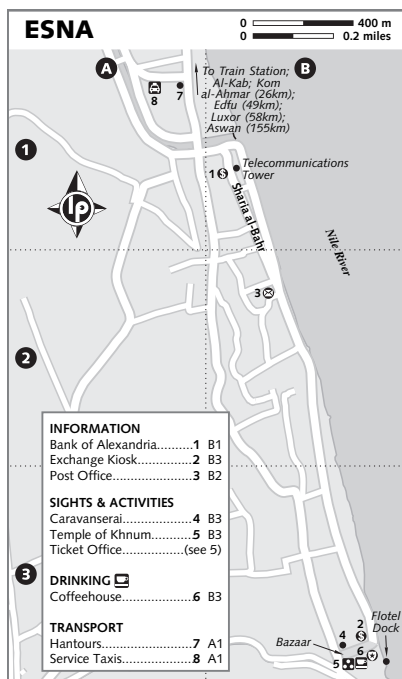 ESNA
0 400 m
0 0.2 miles
A
B
To Train Station;
Al-Kab; Kom
al-Ahmar (26km);
Edfu (49km);
Luxor (58km);
Aswan (155km)
8
7
1
Telecommunications
Tower
1
lp
Sharia al-Bahr
Nile River
3
2
INFORMATION
Bank of Alexandria..........1 B1
Exchange Kiosk...............2 B3
Post Office.....................3 B2
SIGHTS & ACTIVITIES
Caravanserai...................4 B3
Temple of Khnum...........5 B3
Ticket Office...............(see 5)
3
DRINKING
Coffeehouse...................6 B3
TRANSPORT
Hantours........................7 A1
Service Taxis...................8 A1
Flotel
Dock
2
4
Bazaar
6
5